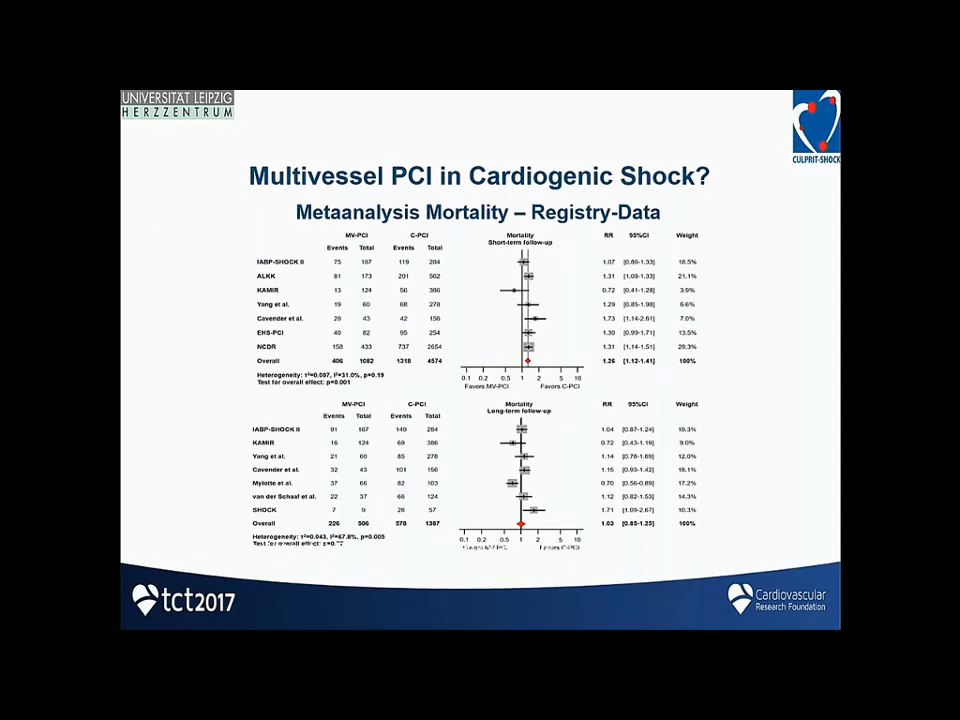 UNIVERSITÄT LEIPZIG
HERZZENTRUM
CULPRIT-SHOCK
Multivessel PCI in Cardiogenic Shock?
Metaanalysis Mortality – Registry-Data
MV-PCI C-PCI Mortality RR 95%CI Weight
Short-term follow-up
Events Total Events Total
IABP-SHOCK II 75 167 119 284 1.07 [0.86-1.33] 18.5%
ALKK 81 173 201 502 1.31 [1.08-1.33] 21.1%
KAMIR 13 124 56 386 0.72 [0.41-1.28] 3.9%
Yang et al. 19 60 68 278 1.29 [0.85-1.98] 6.6%
Cavender et al. 20 43 42 156 1.73 [1.14-2.61] 7.0%
EHS-PCI 40 82 95 254 1.30 [0.99-1.71] 13.5%
NCDR 158 433 737 2654 1.31 [1.14-1.51] 29.3%
Overall 406 1082 1318 4574 1.26 [1.12-1.41] 100%
Heterogeneity: τ²=0.007, I²=31.0%, p=0.19
Test for overall effect: p=0.001
0.1 0.2 0.5 1 2 5 10
Favors MV-PCI Favors C-PCI
MV-PCI C-PCI Mortality RR 95%CI Weight
Long-term follow-up
Events Total Events Total
IABP-SHOCK II 91 167 149 284 1.04 [0.87-1.24] 19.3%
KAMIR 16 124 69 386 0.72 [0.43-1.19] 9.0%
Yang et al. 21 60 85 278 1.14 [0.78-1.69] 12.0%
Cavender et al. 32 43 101 156 1.15 [0.93-1.42] 18.1%
Mylotte et al. 37 66 82 103 0.70 [0.56-0.89] 17.2%
van der Schaaf et al. 22 37 66 124 1.12 [0.82-1.53] 14.3%
SHOCK 7 9 26 57 1.71 [1.09-2.67] 10.3%
Overall 226 506 578 1387 1.03 [0.85-1.25] 100%
Heterogeneity: τ²=0.043, I²=67.8%, p=0.005
Test for overall effect:
0.1 0.2 0.5 1 2 5 10
Favors MV-PCI Favors C-PCI
tct2017
Cardiovascular
Research Foundation